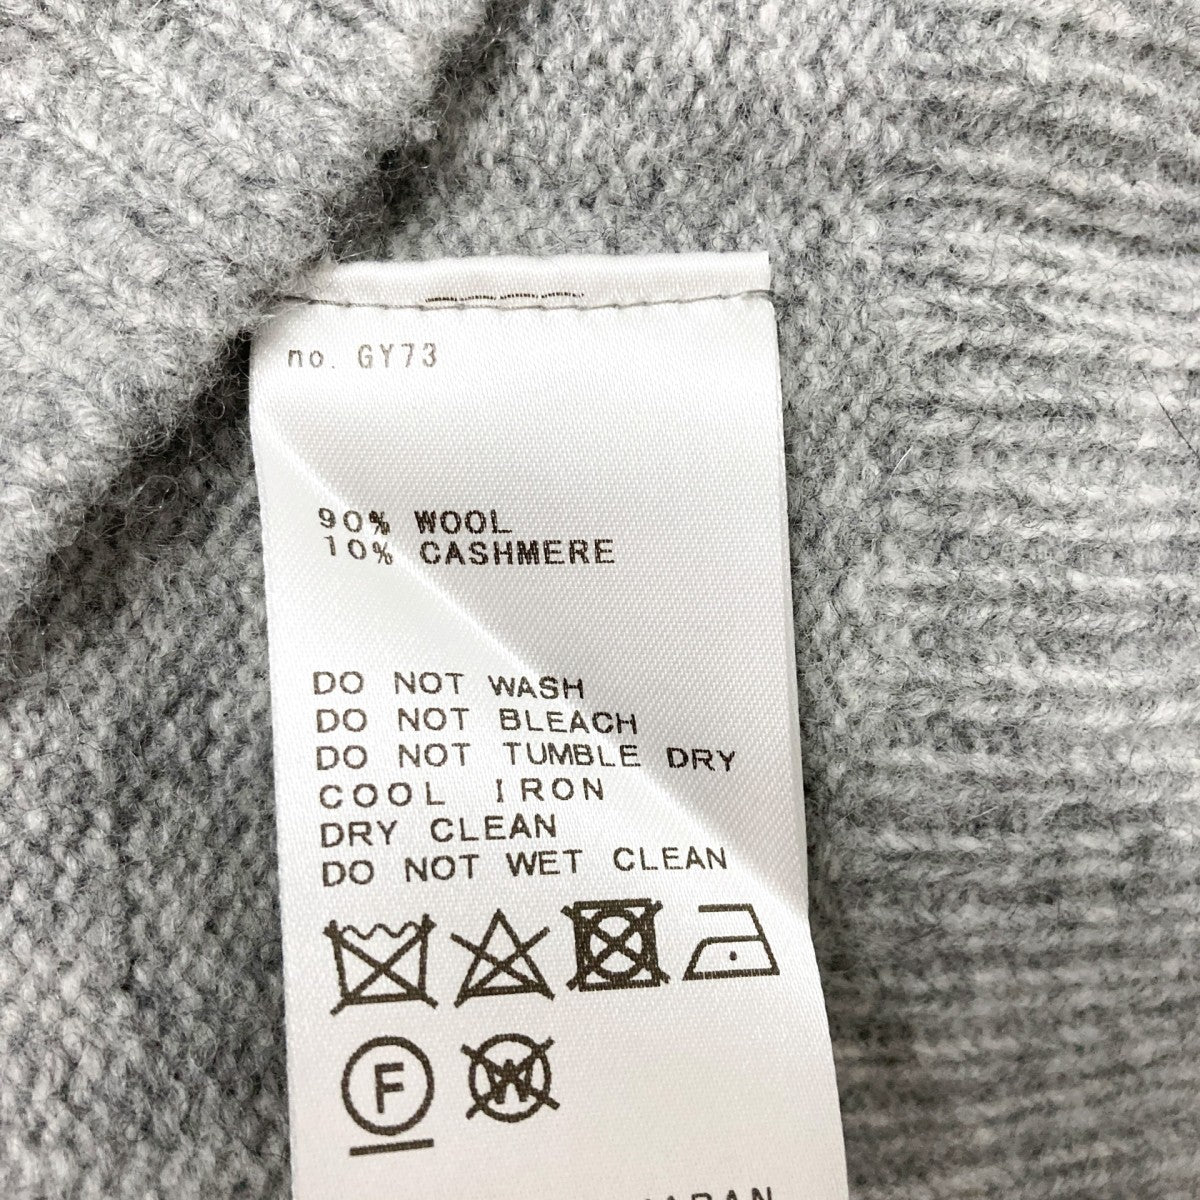 no. GY73
90% WOOL
10% CASHMERE
DO NOT WASH
DO NOT BLEACH
DO NOT TUMBLE DRY
COOL IRON
DRY CLEAN
DO NOT WET CLEAN
F W